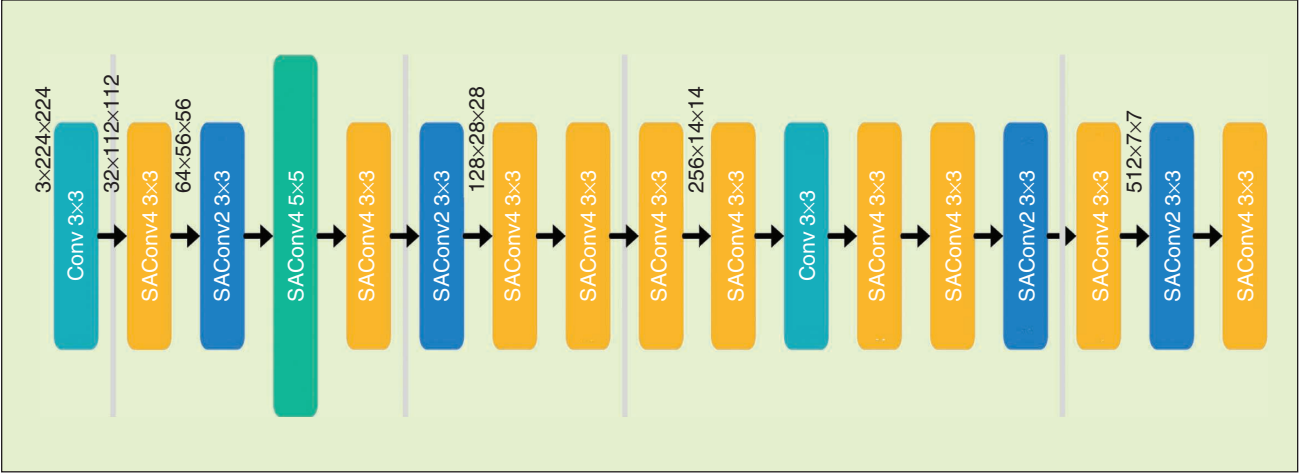 3×224×224
Conv 3×3
32×112×112
SAConv4 3×3
64×56×56
SAConv2 3×3
SAConv4 5×5
SAConv4 3×3
SAConv2 3×3
128×28×28
SAConv4 3×3
SAConv4 3×3
SAConv4 3×3
256×14×14
SAConv4 3×3
Conv 3×3
SAConv4 3×3
SAConv4 3×3
SAConv2 3×3
SAConv4 3×3
512×7×7
SAConv2 3×3
SAConv4 3×3